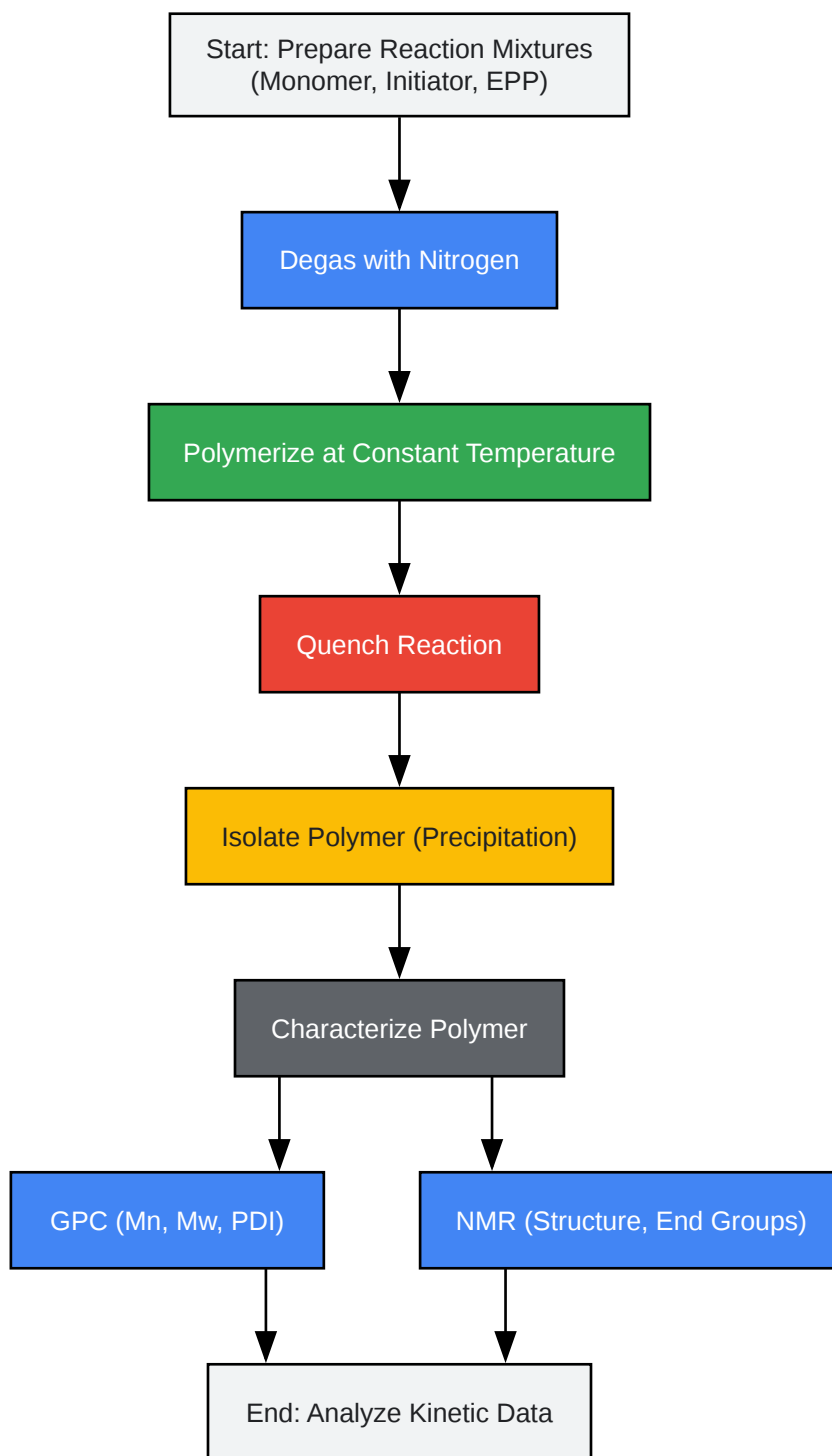 Start: Prepare Reaction Mixtures
(Monomer, Initiator, EPP)
Degas with Nitrogen
Polymerize at Constant Temperature
Quench Reaction
Isolate Polymer (Precipitation)
Characterize Polymer
GPC (Mn, Mw, PDI)
NMR (Structure, End Groups)
End: Analyze Kinetic Data